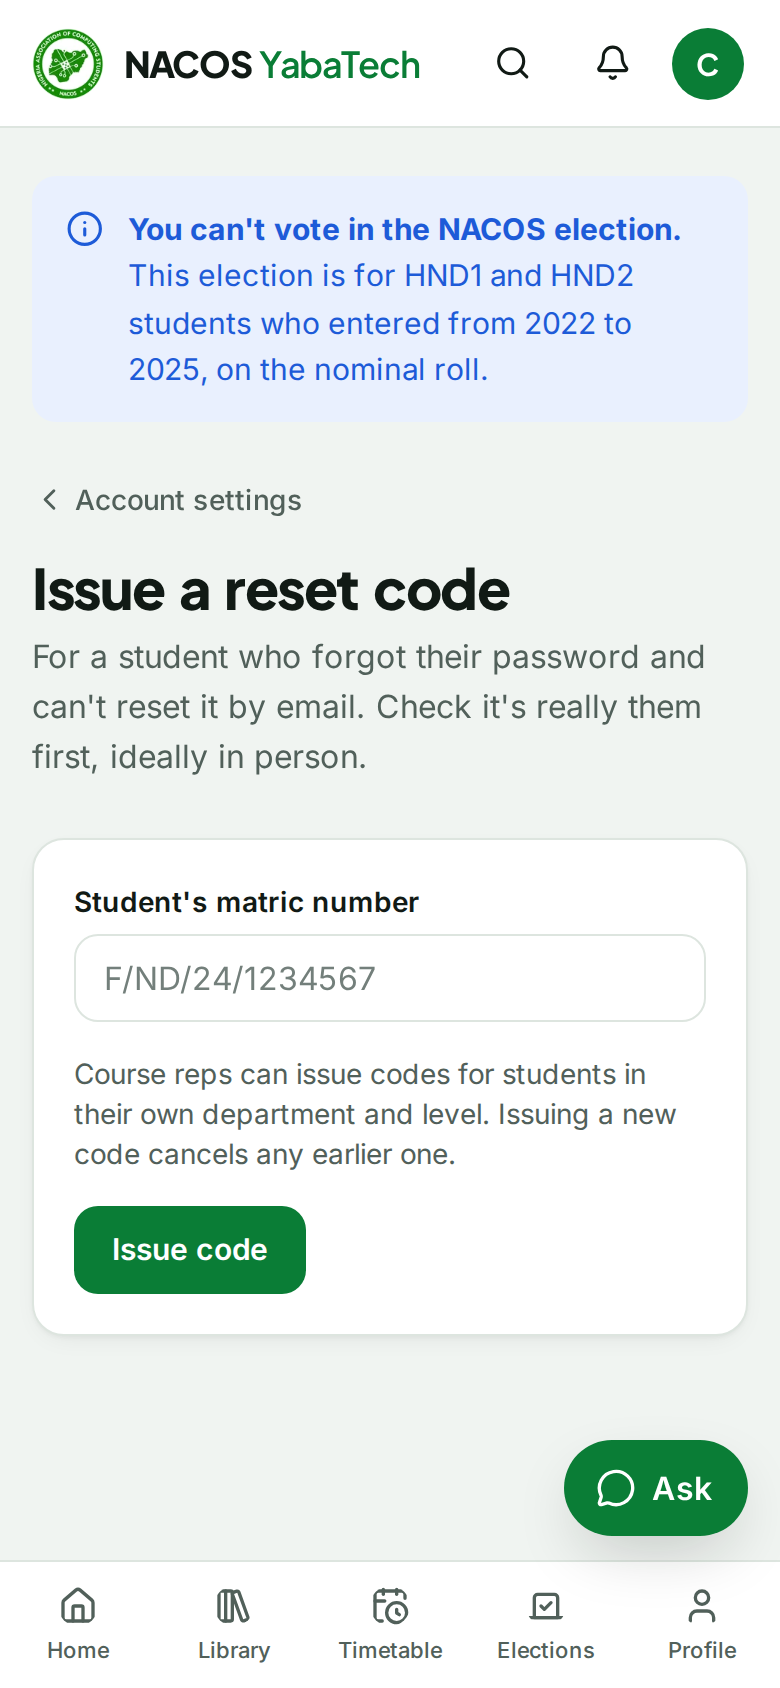 NACOS YabaTech
C
You can't vote in the NACOS election.
This election is for HND1 and HND2
students who entered from 2022 to
2025, on the nominal roll.
Account settings
Issue a reset code
For a student who forgot their password and
can't reset it by email. Check it's really them
first, ideally in person.
Student's matric number
F/ND/24/1234567
Course reps can issue codes for students in
their own department and level. Issuing a new
code cancels any earlier one.
Issue code
Ask
Home
Library
Timetable
Elections
Profile